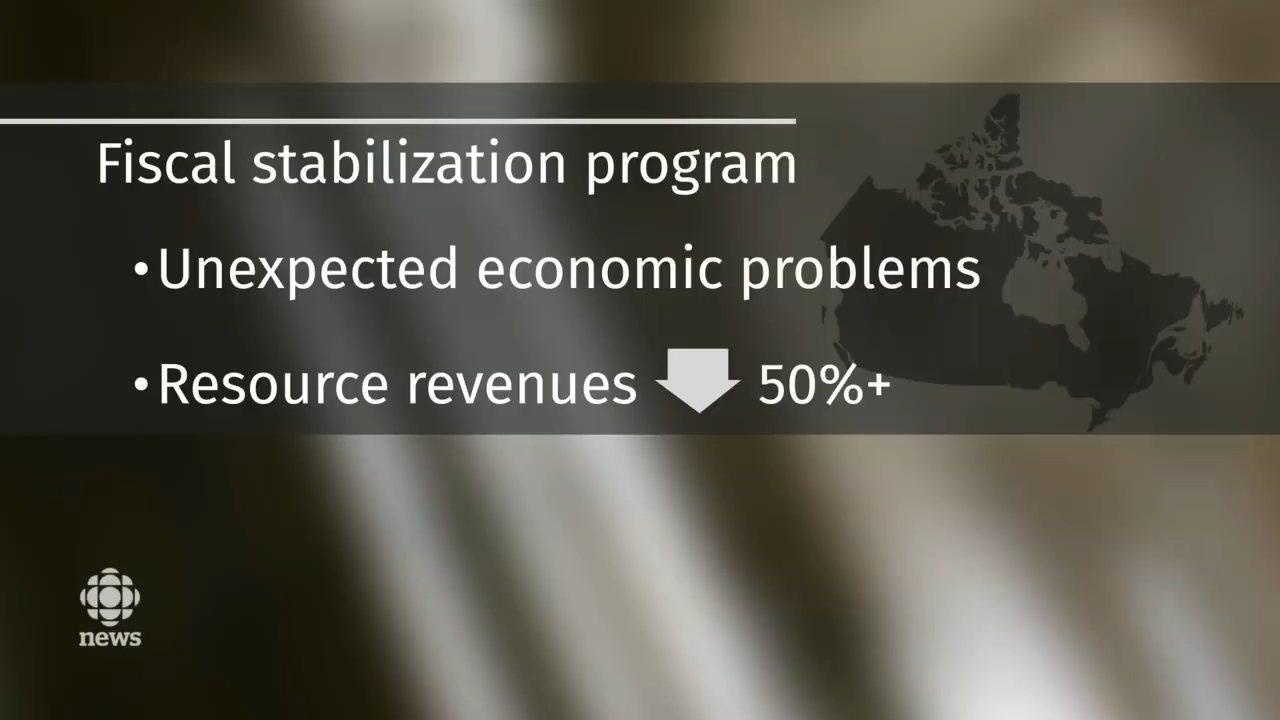 Fiscal stabilization program
•Unexpected economic problems
•Resource revenues 50%+
news